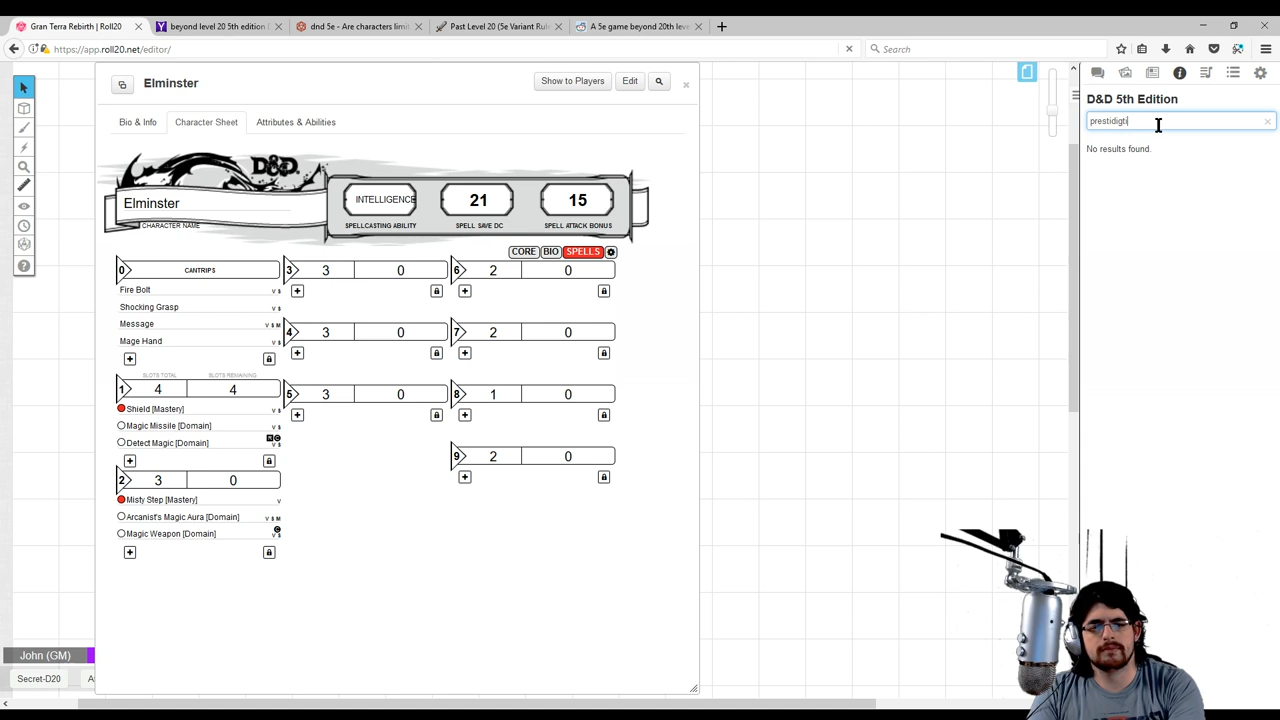 Gran Terra Rebirth | Roll20
beyond level 20 5th edition D
dnd 5e - Are characters limit
Past Level 20 (5e Variant Rule
A 5e game beyond 20th leve
https://app.roll20.net/editor/
Search
Elminster
Show to Players
Edit
Bio & Info
Character Sheet
Attributes & Abilities
D&D
Elminster
CHARACTER NAME
INTELLIGENCE
21
15
SPELLCASTING ABILITY
SPELL SAVE DC
SPELL ATTACK BONUS
CORE
BIO
SPELLS
0
CANTRIPS
Fire Bolt
V S
Shocking Grasp
V S
Message
V S M
Mage Hand
V S
SLOTS TOTAL
SLOTS REMAINING
1
4
4
Shield [Mastery]
V S
Magic Missile [Domain]
V S
Detect Magic [Domain]
R C
V S
2
3
0
Misty Step [Mastery]
V
Arcanist's Magic Aura [Domain]
V S M
Magic Weapon [Domain]
C
V S
3
3
0
4
3
0
5
3
0
6
2
0
7
2
0
8
1
0
9
2
0
D&D 5th Edition
prestidigti
No results found.
John (GM)
Secret-D20